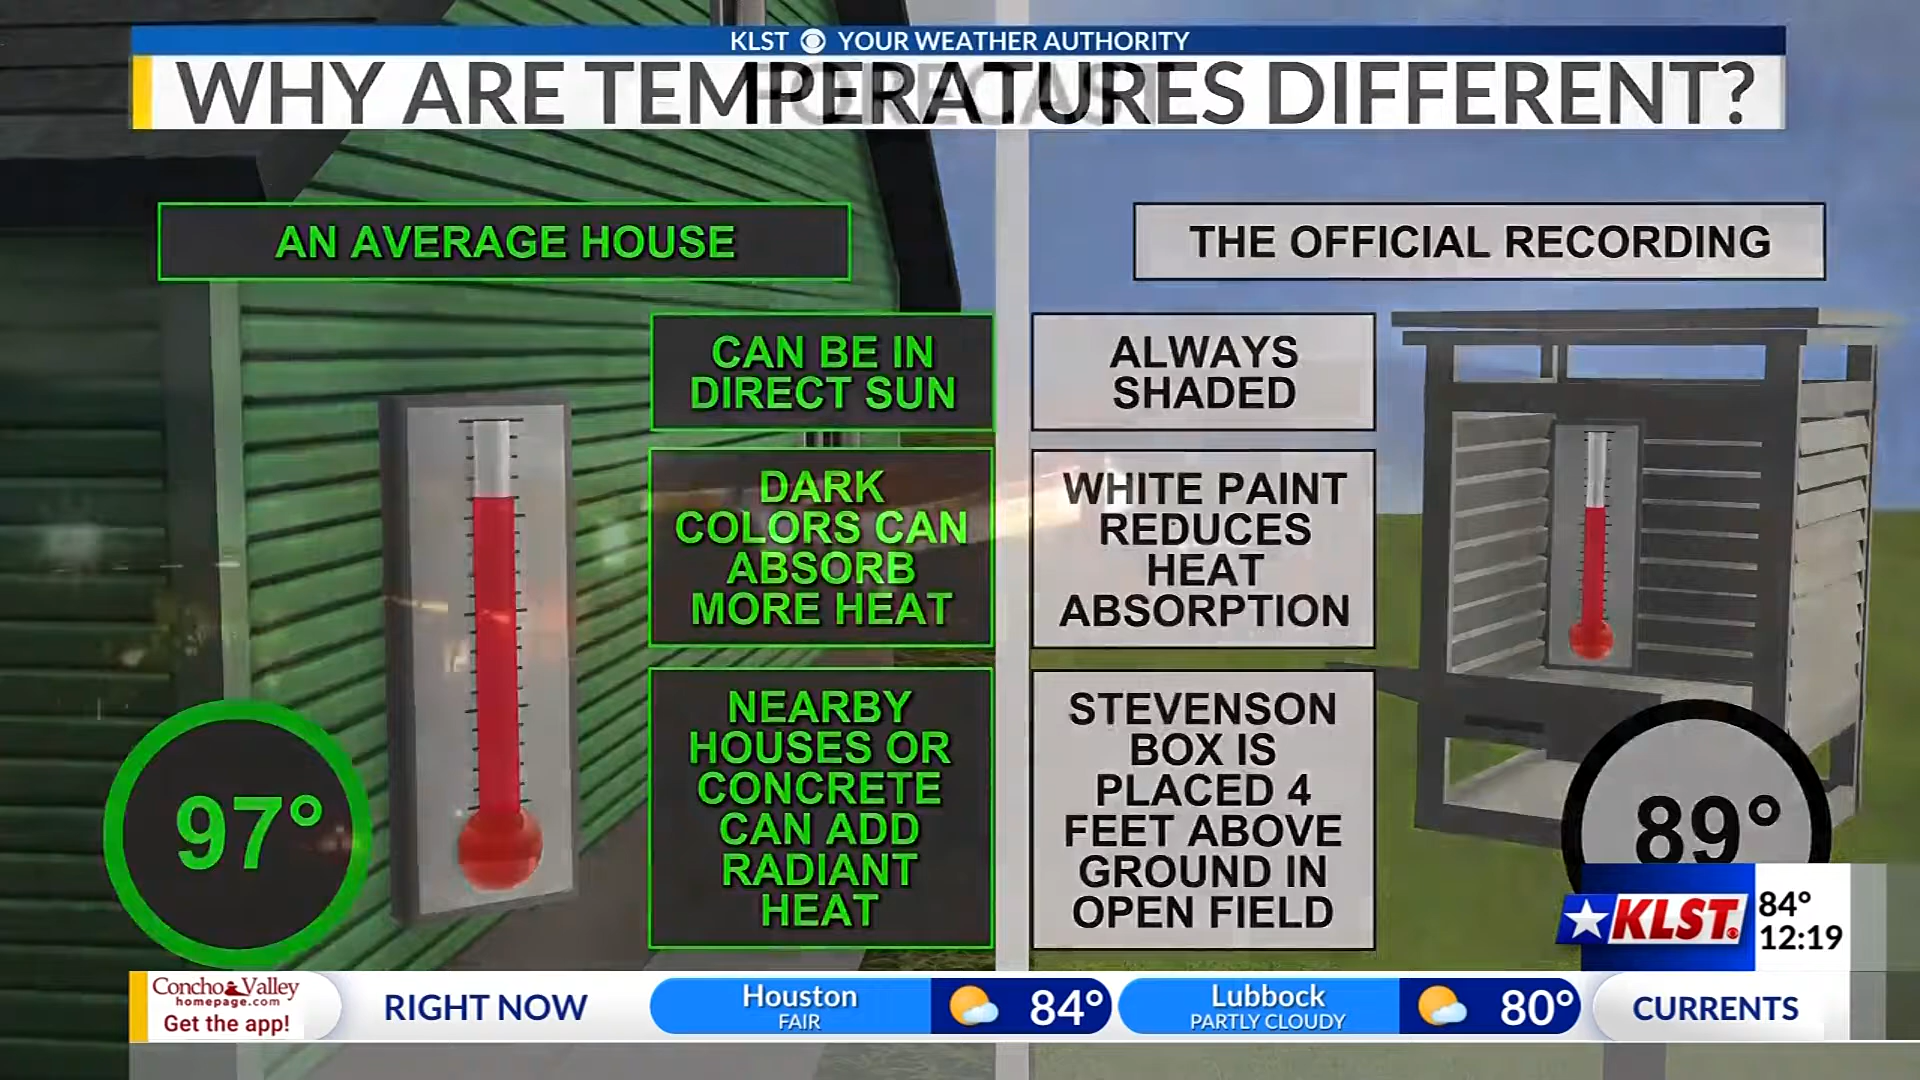 KLST YOUR WEATHER AUTHORITY
WHY ARE TEMPERATURES DIFFERENT?
FORECAST
AN AVERAGE HOUSE
CAN BE IN
DIRECT SUN
DARK
COLORS CAN
ABSORB
MORE HEAT
NEARBY
HOUSES OR
CONCRETE
CAN ADD
RADIANT
HEAT
97°
THE OFFICIAL RECORDING
ALWAYS
SHADED
WHITE PAINT
REDUCES
HEAT
ABSORPTION
STEVENSON
BOX IS
PLACED 4
FEET ABOVE
GROUND IN
OPEN FIELD
89°
KLST
84°
12:19
Concho Valley
homepage.com
Get the app!
RIGHT NOW
Houston
FAIR
84°
Lubbock
PARTLY CLOUDY
80°
CURRENTS